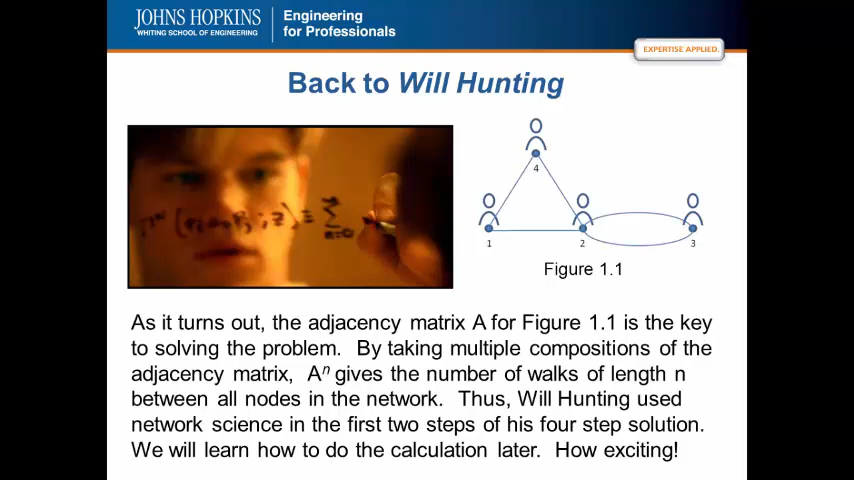 JOHNS HOPKINS
WHITING SCHOOL OF ENGINEERING
Engineering
for Professionals
EXPERTISE APPLIED.
Back to Will Hunting
4
1
2
3
Figure 1.1
As it turns out, the adjacency matrix A for Figure 1.1 is the key
to solving the problem. By taking multiple compositions of the
adjacency matrix, Aⁿ gives the number of walks of length n
between all nodes in the network. Thus, Will Hunting used
network science in the first two steps of his four step solution.
We will learn how to do the calculation later. How exciting!